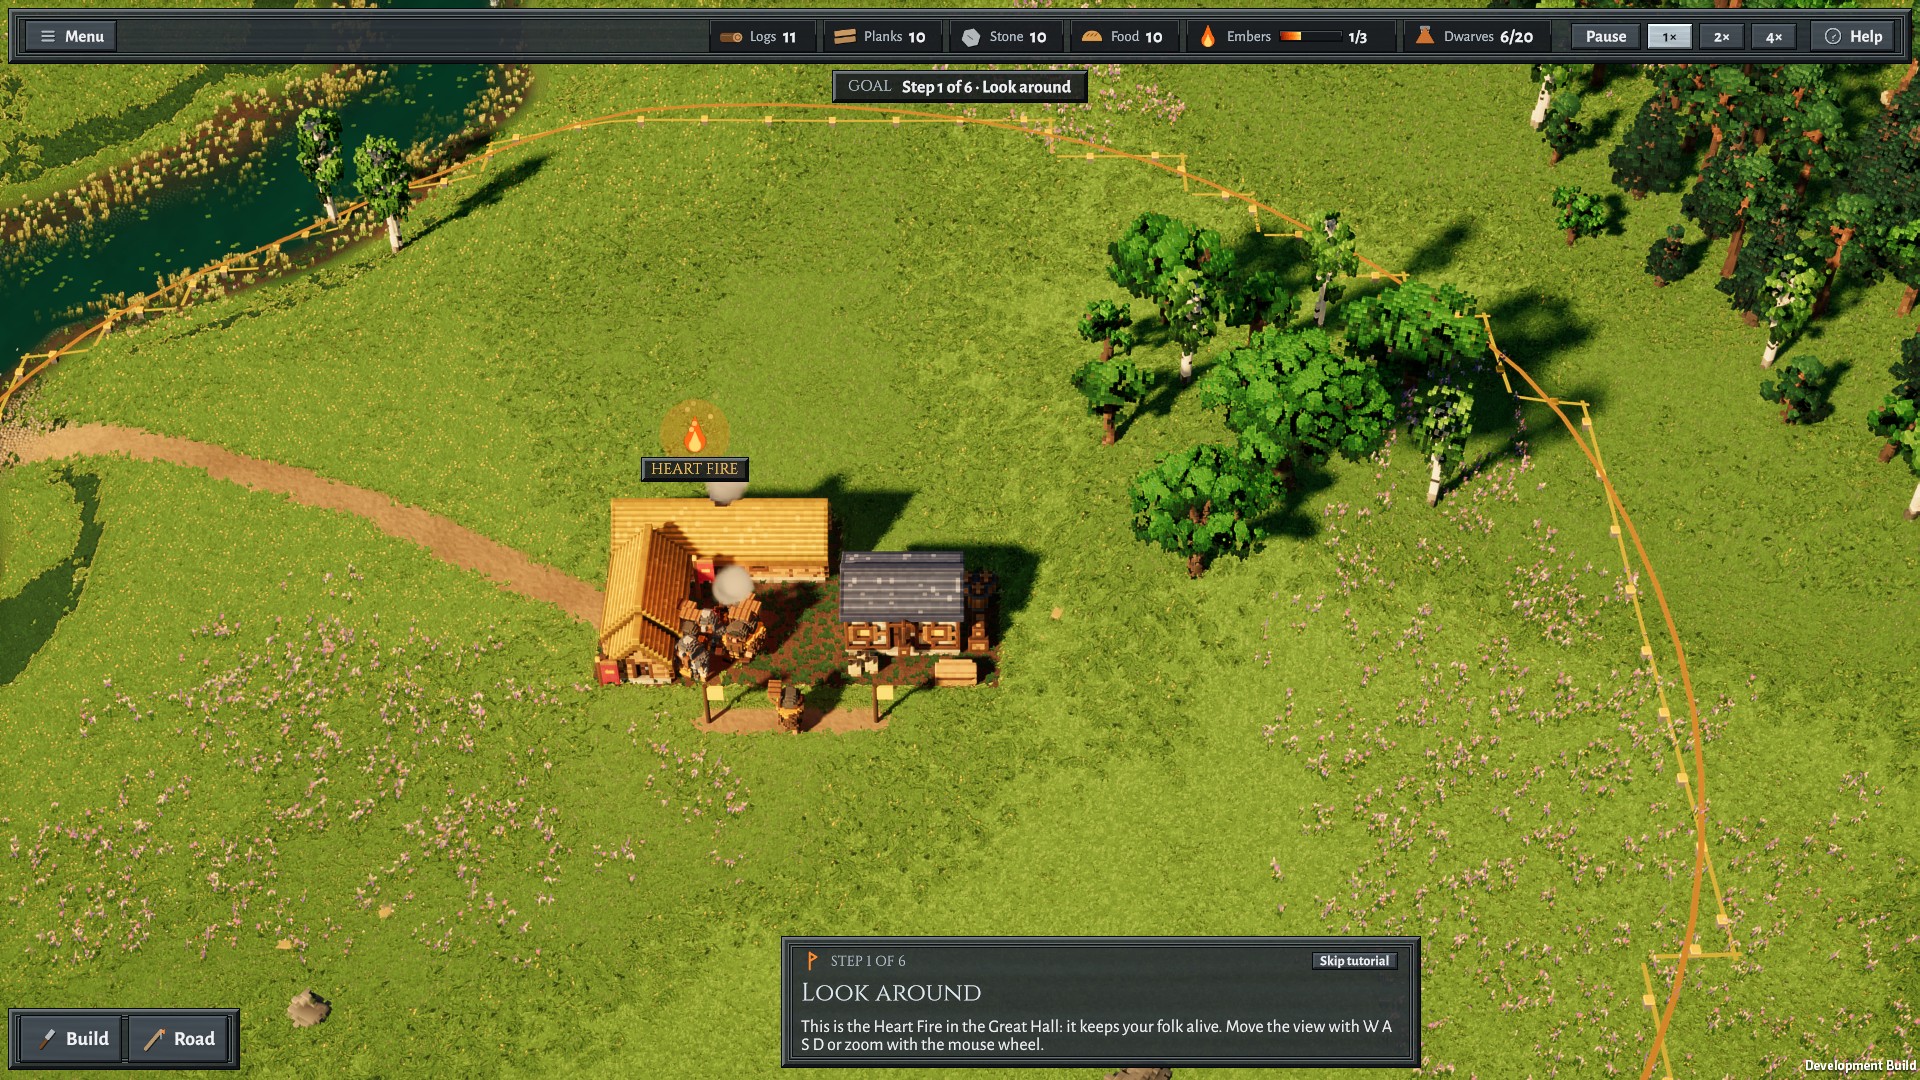 Menu
Logs 11
Planks 10
Stone 10
Food 10
Embers 1/3
Dwarves 6/20
Pause
1×
2×
4×
Help
GOAL Step 1 of 6 · Look around
HEART FIRE
STEP 1 OF 6
Skip tutorial
LOOK AROUND
This is the Heart Fire in the Great Hall: it keeps your folk alive. Move the view with W A
S D or zoom with the mouse wheel.
Build
Road
Development Build